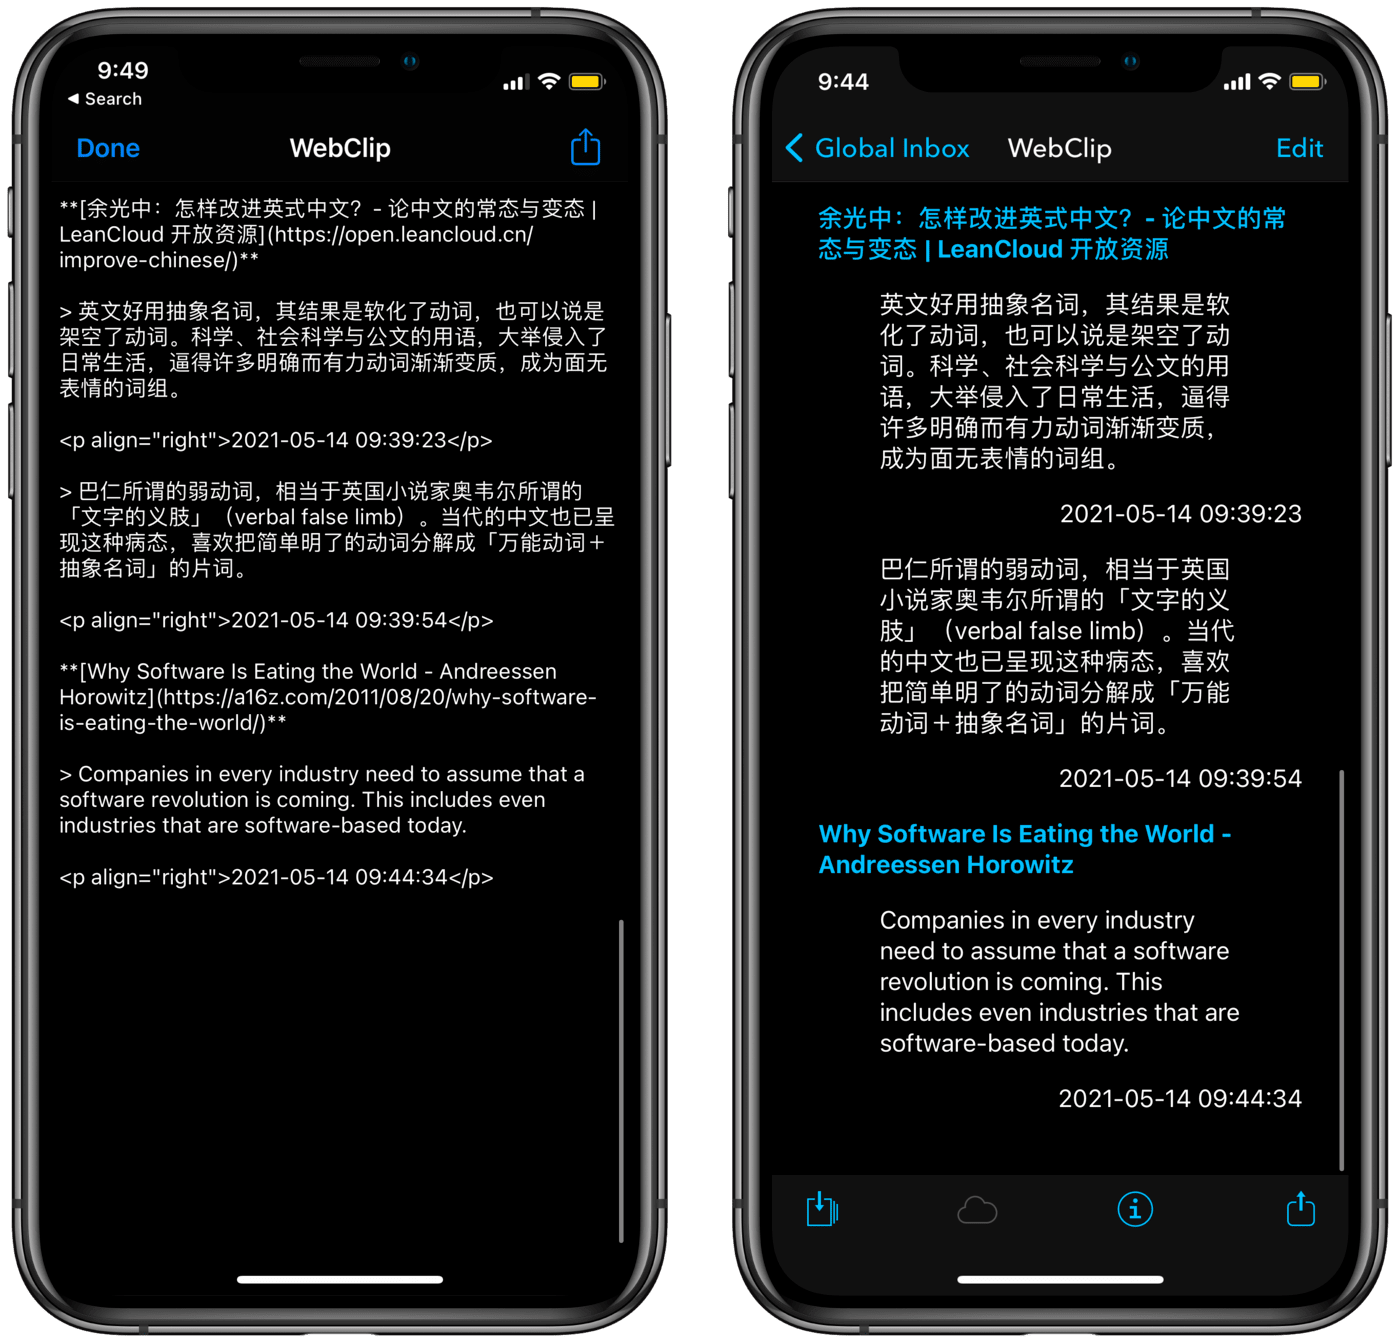 9:49
◀ Search
Done
WebClip
**[余光中：怎样改进英式中文？- 论中文的常态与变态 |
LeanCloud 开放资源](https://open.leancloud.cn/
improve-chinese/)**
> 英文好用抽象名词，其结果是软化了动词，也可以说是
架空了动词。科学、社会科学与公文的用语，大举侵入了
日常生活，逼得许多明确而有力动词渐渐变质，成为面无
表情的词组。
<p align="right">2021-05-14 09:39:23</p>
> 巴仁所谓的弱动词，相当于英国小说家奥韦尔所谓的
「文字的义肢」（verbal false limb）。当代的中文也已呈
现这种病态，喜欢把简单明了的动词分解成「万能动词＋
抽象名词」的片词。
<p align="right">2021-05-14 09:39:54</p>
**[Why Software Is Eating the World - Andreessen
Horowitz](https://a16z.com/2011/08/20/why-software-
is-eating-the-world/)**
> Companies in every industry need to assume that a
software revolution is coming. This includes even
industries that are software-based today.
<p align="right">2021-05-14 09:44:34</p>
9:44
Global Inbox
WebClip
Edit
余光中：怎样改进英式中文？- 论中文的常
态与变态 | LeanCloud 开放资源
英文好用抽象名词，其结果是软
化了动词，也可以说是架空了动
词。科学、社会科学与公文的用
语，大举侵入了日常生活，逼得
许多明确而有力动词渐渐变质，
成为面无表情的词组。
2021-05-14 09:39:23
巴仁所谓的弱动词，相当于英国
小说家奥韦尔所谓的「文字的义
肢」（verbal false limb）。当代
的中文也已呈现这种病态，喜欢
把简单明了的动词分解成「万能
动词＋抽象名词」的片词。
2021-05-14 09:39:54
Why Software Is Eating the World -
Andreessen Horowitz
Companies in every industry
need to assume that a software
revolution is coming. This
includes even industries that are
software-based today.
2021-05-14 09:44:34